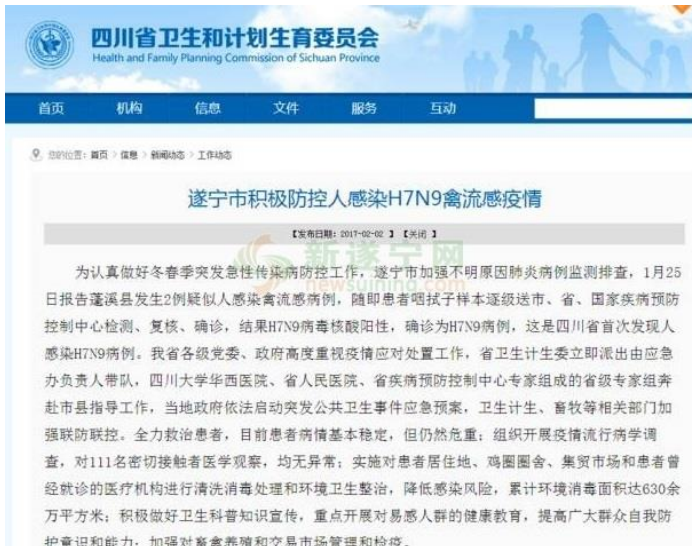 四川省卫生和计划生育委员会
Health and Family Planning Commission of Sichuan Province
首页 机构 信息 文件 服务 互动
您的位置：首页 > 信息 > 新闻动态 > 工作动态
遂宁市积极防控人感染H7N9禽流感疫情
【发布日期：2017-02-02 】【关闭 】
新遂宁网
newsuining.com
为认真做好冬春季突发急性传染病防控工作，遂宁市加强不明原因肺炎病例监测排查，1月25
日报告蓬溪县发生2例疑似人感染禽流感病例，随即患者咽拭子样本逐级送市、省、国家疾病预防
控制中心检测、复核、确诊，结果H7N9病毒核酸阳性，确诊为H7N9病例，这是四川省首次发现人
感染H7N9病例。我省各级党委、政府高度重视疫情应对处置工作，省卫生计生委立即派出由应急
办负责人带队，四川大学华西医院、省人民医院、省疾病预防控制中心专家组成的省级专家组奔
赴市县指导工作，当地政府依法启动突发公共卫生事件应急预案，卫生计生、畜牧等相关部门加
强联防联控。全力救治患者，目前患者病情基本稳定，但仍然危重；组织开展疫情流行病学调
查，对111名密切接触者医学观察，均无异常；实施对患者居住地、鸡圈圈舍、集贸市场和患者曾
经就诊的医疗机构进行清洗消毒处理和环境卫生整治，降低感染风险，累计环境消毒面积达630余
万平方米；积极做好卫生科普知识宣传，重点开展对易感人群的健康教育，提高广大群众自我防
护意识和能力；加强对畜禽养殖和交易市场管理和检疫。